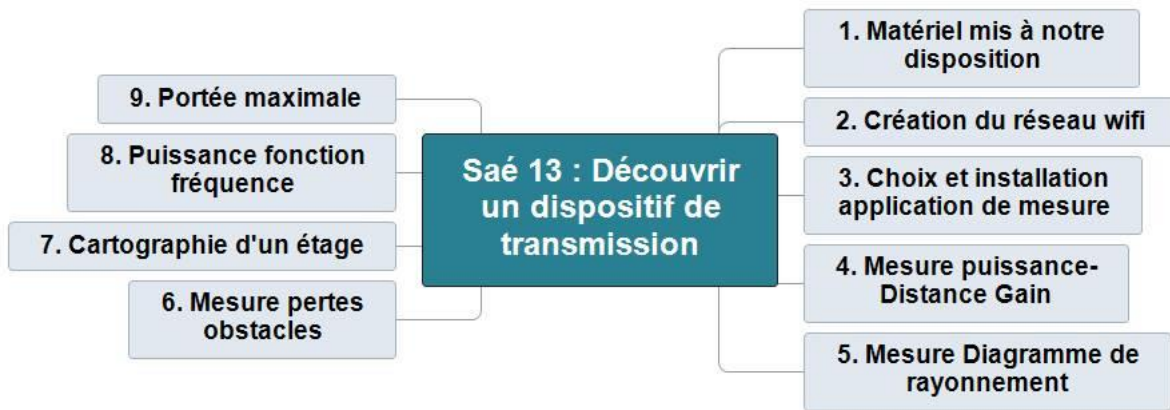 Saé 13 : Découvrir
un dispositif de
transmission
1. Matériel mis à notre
disposition
2. Création du réseau wifi
3. Choix et installation
application de mesure
4. Mesure puissance-
Distance Gain
5. Mesure Diagramme de
rayonnement
6. Mesure pertes
obstacles
7. Cartographie d'un étage
8. Puissance fonction
fréquence
9. Portée maximale